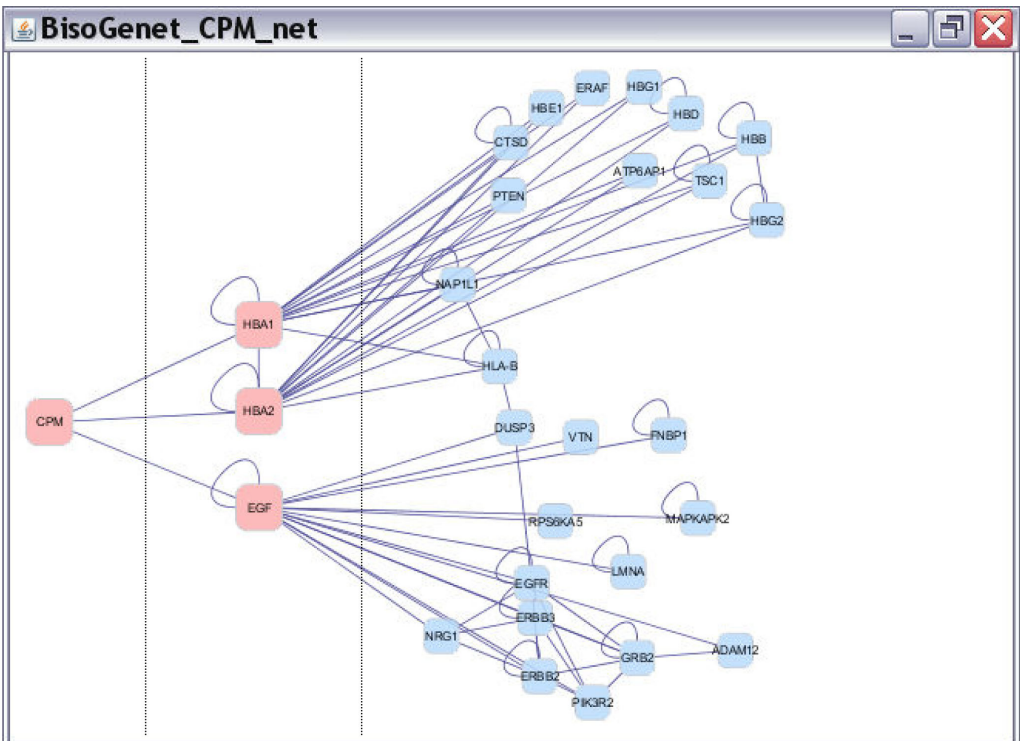 BisoGenet_CPM_net
ERAF
HBG1
HBE1
HBD
CTSD
HBB
ATP6AP1
TSC1
PTEN
HBG2
NAP1L1
HBA1
HLA-B
HBA2
CPM
DUSP3
VTN
FNBP1
EGF
RPS6KA5
MAPKAPK2
EGFR
LMNA
ERBB3
NRG1
GRB2
ADAM12
ERBB2
PIK3R2